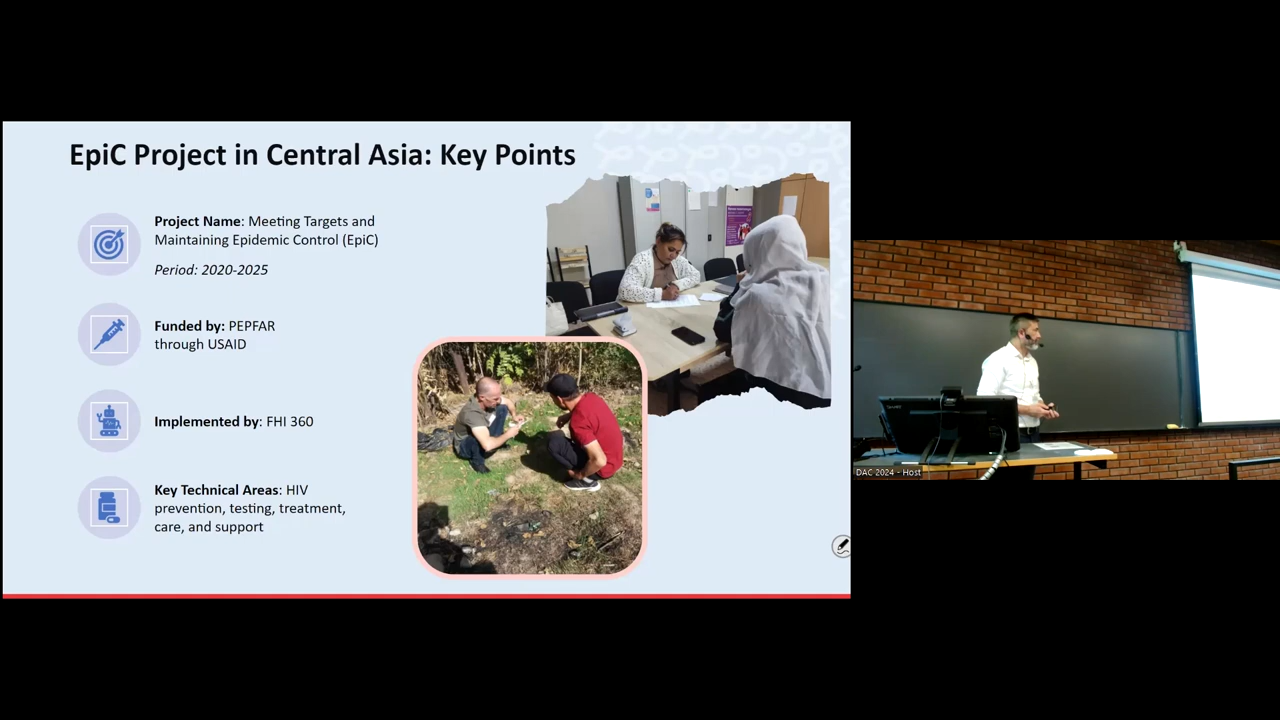 EpiC Project in Central Asia: Key Points
Project Name: Meeting Targets and
Maintaining Epidemic Control (EpiC)
Period: 2020-2025
Funded by: PEPFAR
through USAID
Implemented by: FHI 360
Key Technical Areas: HIV
prevention, testing, treatment,
care, and support
DAC 2024 - Host